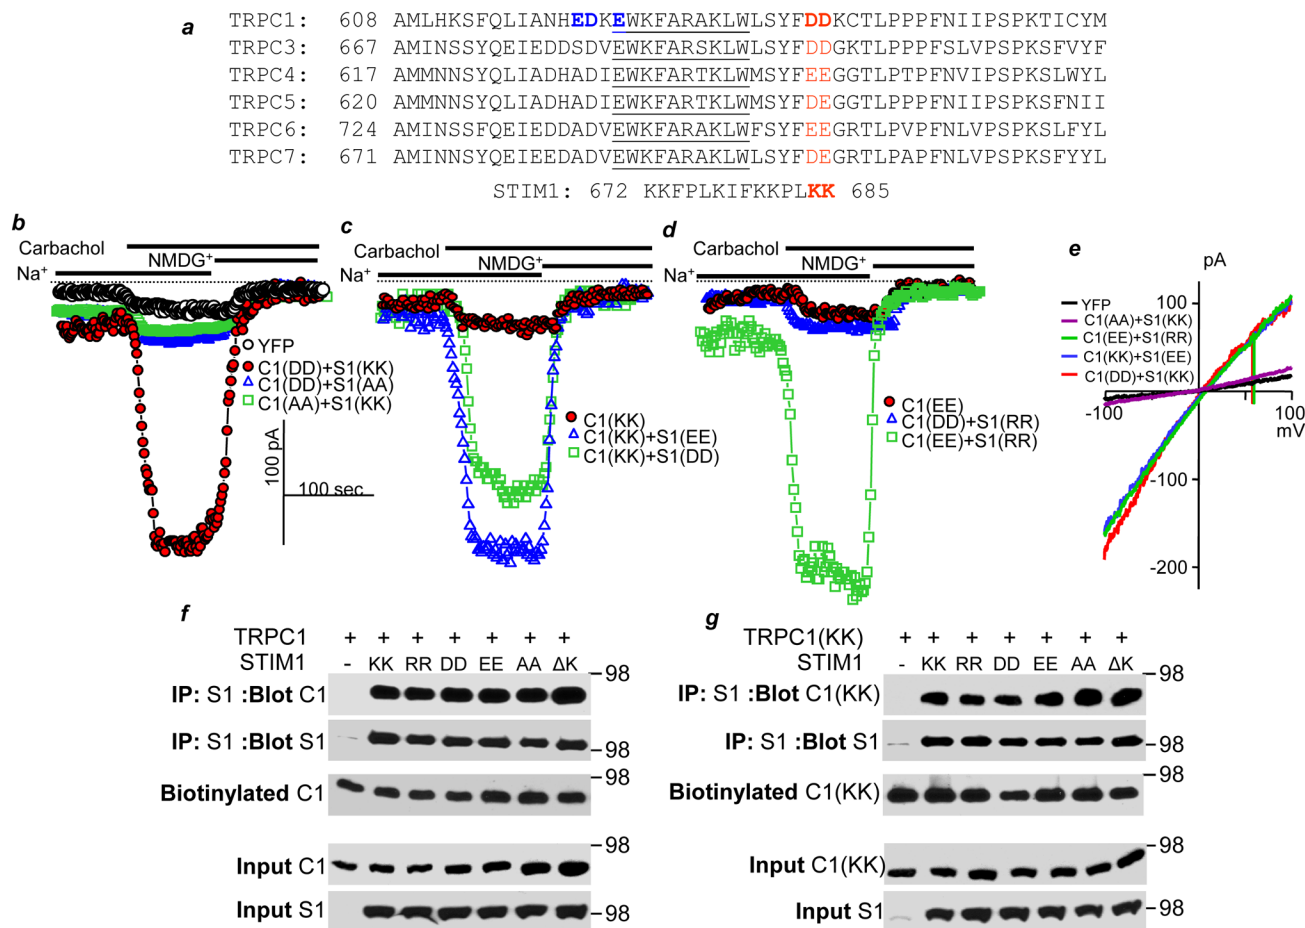 a
TRPC1: 608 AMLHKSFQLIANHEDKEWKFARAKLWLSYFDDKCTLPPPFNIIPSPKTICYM
TRPC3: 667 AMINSSYQEIEDDSDVEWKFARSKLWLSYFDDGKTLPPPFSLVPSPKSFVYF
TRPC4: 617 AMMNNSYQLIADHADIEWKFARTKLWMSYFEEGGTLPTPFNVIPSPKSLWYL
TRPC5: 620 AMMNNSYQLIADHADIEWKFARTKLWMSYFDEGGTLPPPFNIIPSPKSFNII
TRPC6: 724 AMINSSFQEIEDDADVEWKFARAKLWFSYFEEGRTLPVPFNLVPSPKSLFYL
TRPC7: 671 AMINNSYQEIEEDADVEWKFARAKLWLSYFDEGRTLPAPFNLVPSPKSFYYL
STIM1: 672 KKFPLKIFKKPLKK 685
b
Carbachol
NMDG+
Na+
YFP
C1(DD)+S1(KK)
C1(DD)+S1(AA)
C1(AA)+S1(KK)
100 pA
100 sec
c
Carbachol
NMDG+
Na+
C1(KK)
C1(KK)+S1(EE)
C1(KK)+S1(DD)
d
Carbachol
NMDG+
Na+
C1(EE)
C1(DD)+S1(RR)
C1(EE)+S1(RR)
e
pA
YFP
C1(AA)+S1(KK)
C1(EE)+S1(RR)
C1(KK)+S1(EE)
C1(DD)+S1(KK)
100
-100
100
mV
-100
-200
f
TRPC1 + + + + + + +
STIM1 - KK RR DD EE AA ΔK
98
IP: S1 :Blot C1
IP: S1 :Blot S1
98
98
Biotinylated C1
98
Input C1
Input S1
98
g
TRPC1(KK) + + + + + + +
STIM1 - KK RR DD EE AA ΔK
98
IP: S1 :Blot C1(KK)
IP: S1 :Blot S1
98
98
Biotinylated C1(KK)
98
Input C1(KK)
Input S1
98